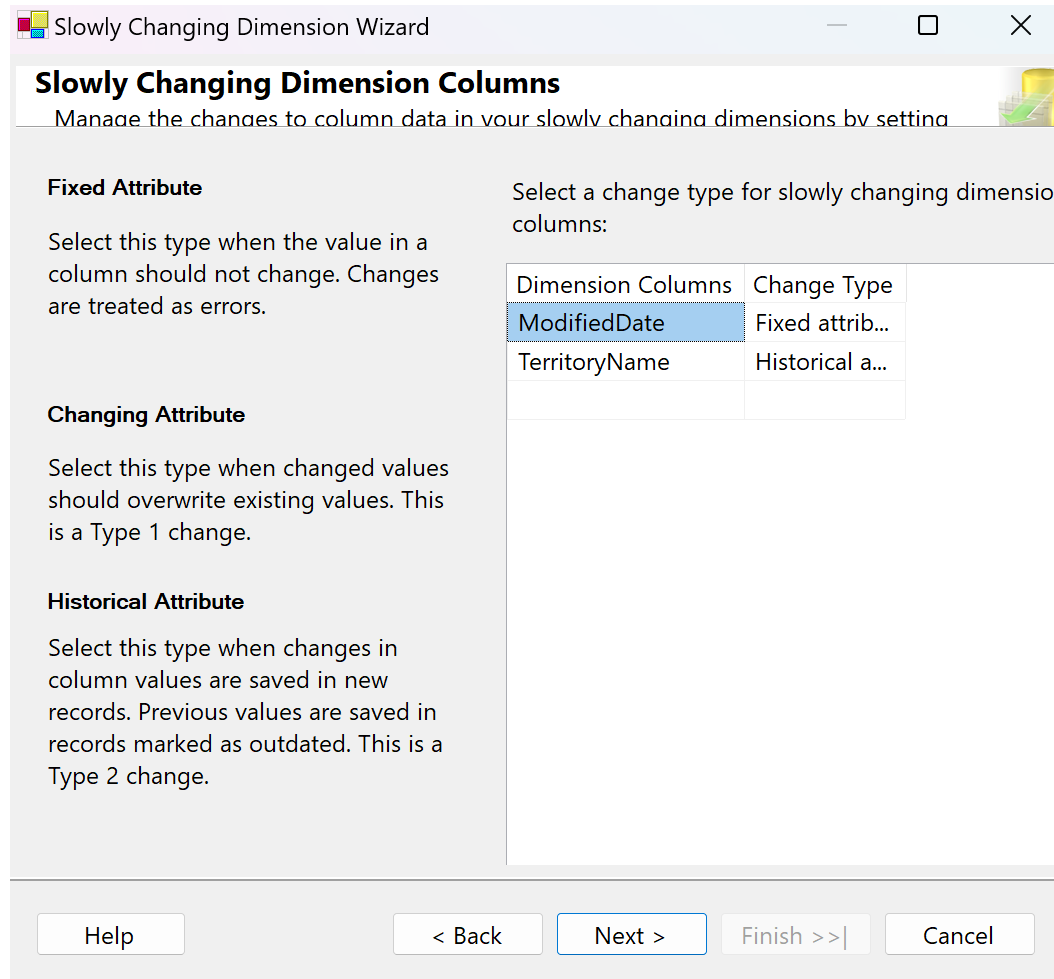 Slowly Changing Dimension Wizard
Slowly Changing Dimension Columns
Manage the changes to column data in your slowly changing dimensions by setting
Fixed Attribute
Select this type when the value in a
column should not change. Changes
are treated as errors.
Changing Attribute
Select this type when changed values
should overwrite existing values. This
is a Type 1 change.
Historical Attribute
Select this type when changes in
column values are saved in new
records. Previous values are saved in
records marked as outdated. This is a
Type 2 change.
Select a change type for slowly changing dimensio
columns:
Dimension Columns Change Type
ModifiedDate Fixed attrib...
TerritoryName Historical a...
Help < Back Next > Finish >>| Cancel